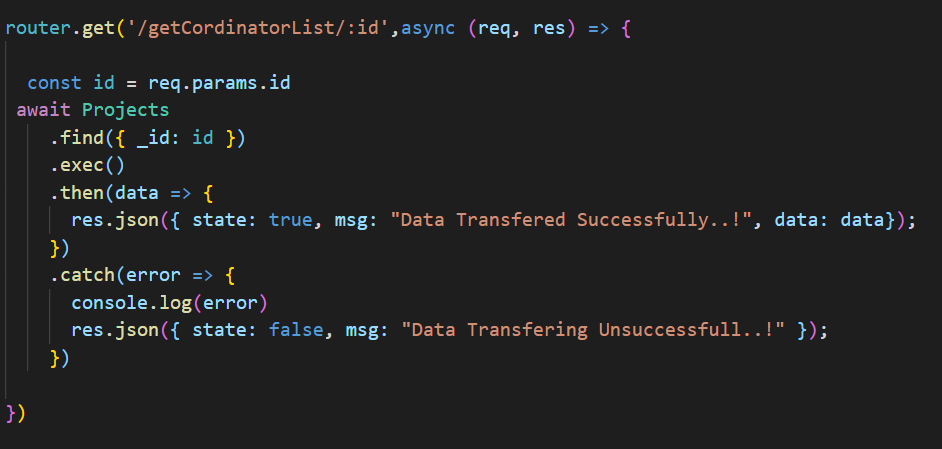 router.get('/getCordinatorList/:id',async (req, res) => {
const id = req.params.id
await Projects
.find({ _id: id })
.exec()
.then(data => {
res.json({ state: true, msg: "Data Transfered Successfully..!", data: data});
})
.catch(error => {
console.log(error)
res.json({ state: false, msg: "Data Transfering Unsuccessfull..!" });
})
})